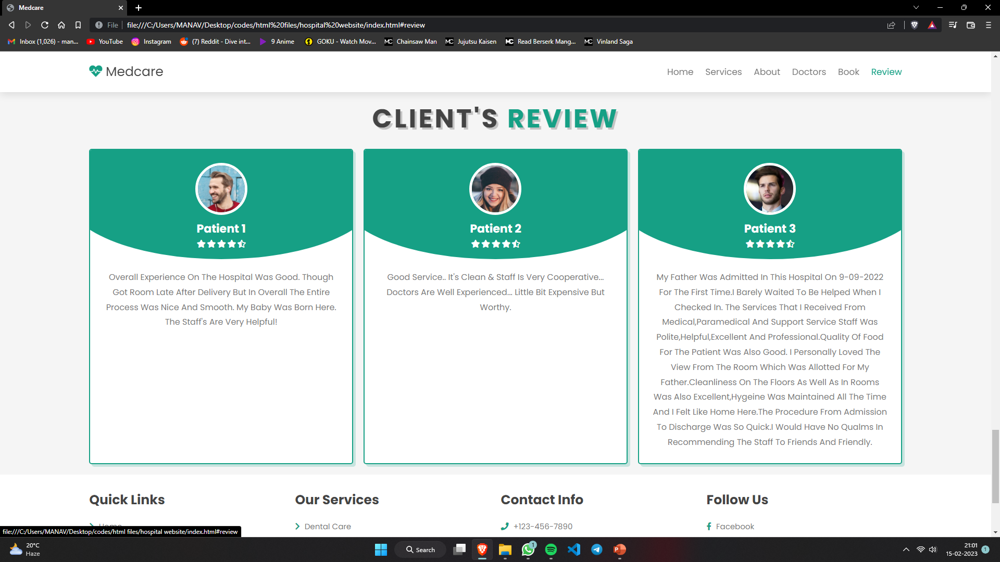 Medcare
File
file:///C:/Users/MANAV/Desktop/codes/html%20files/hospital%20website/index.html#review
Inbox (1,026) - man...
YouTube
Instagram
(7) Reddit - Dive int...
9 Anime
GOKU - Watch Mov...
MC Chainsaw Man
MC Jujutsu Kaisen
MC Read Berserk Mang...
MC Vinland Saga
Medcare
Home
Services
About
Doctors
Book
Review
CLIENT'S REVIEW
Patient 1
Overall Experience On The Hospital Was Good. Though
Got Room Late After Delivery But In Overall The Entire
Process Was Nice And Smooth. My Baby Was Born Here.
The Staff's Are Very Helpful!
Patient 2
Good Service.. It's Clean & Staff Is Very Cooperative...
Doctors Are Well Experienced... Little Bit Expensive But
Worthy.
Patient 3
My Father Was Admitted In This Hospital On 9-09-2022
For The First Time.I Barely Waited To Be Helped When I
Checked In. The Services That I Received From
Medical,Paramedical And Support Service Staff Was
Polite,Helpful,Excellent And Professional.Quality Of Food
For The Patient Was Also Good. I Personally Loved The
View From The Room Which Was Allotted For My
Father.Cleanliness On The Floors As Well As In Rooms
Was Also Excellent,Hygeine Was Maintained All The Time
And I Felt Like Home Here.The Procedure From Admission
To Discharge Was So Quick.I Would Have No Qualms In
Recommending The Staff To Friends And Friendly.
Quick Links
Home
Our Services
Dental Care
Contact Info
+123-456-7890
Follow Us
Facebook
file:///C:/Users/MANAV/Desktop/codes/html files/hospital website/index.html#review
20°C
Haze
Search
1
21:01
15-02-2023
1